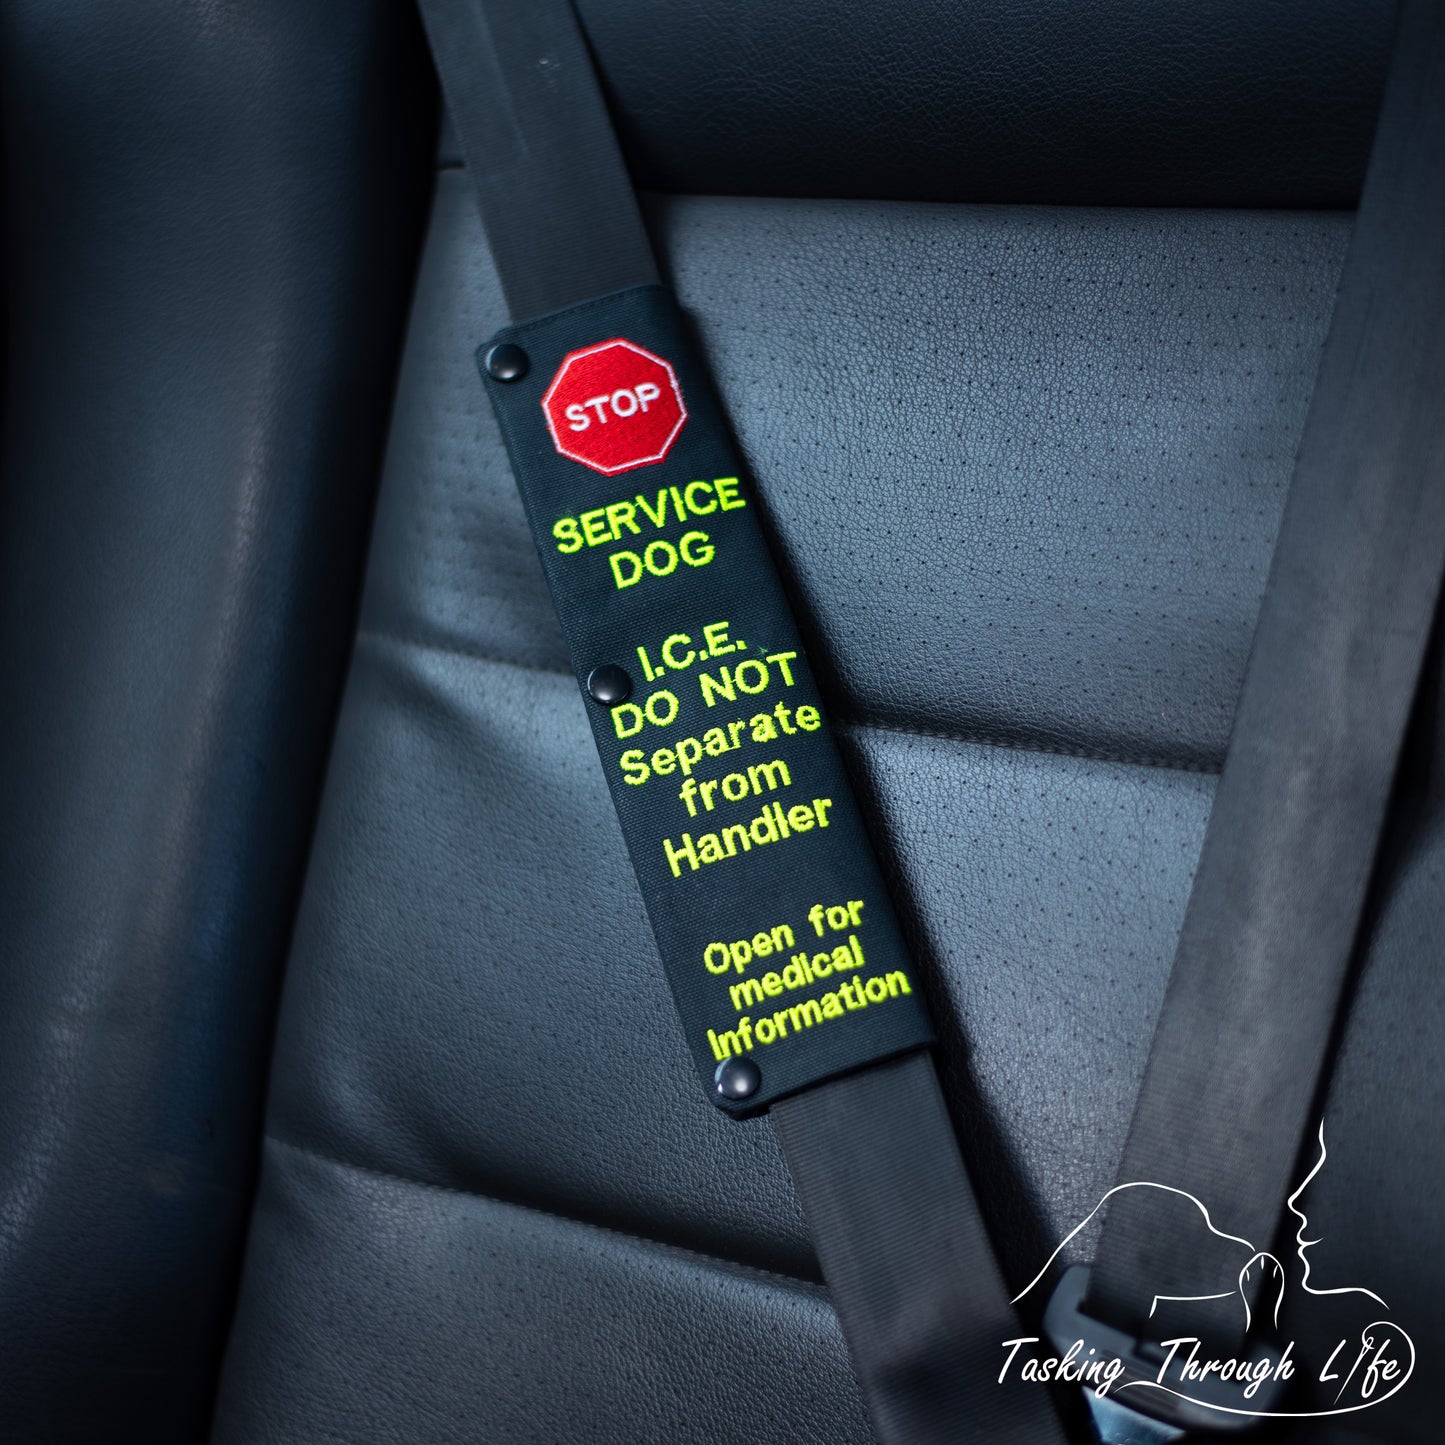 STOP
SERVICE
DOG
I.C.E.
DO NOT
Separate
from
Handler
Open for
medical
Information
Tasking Through Life